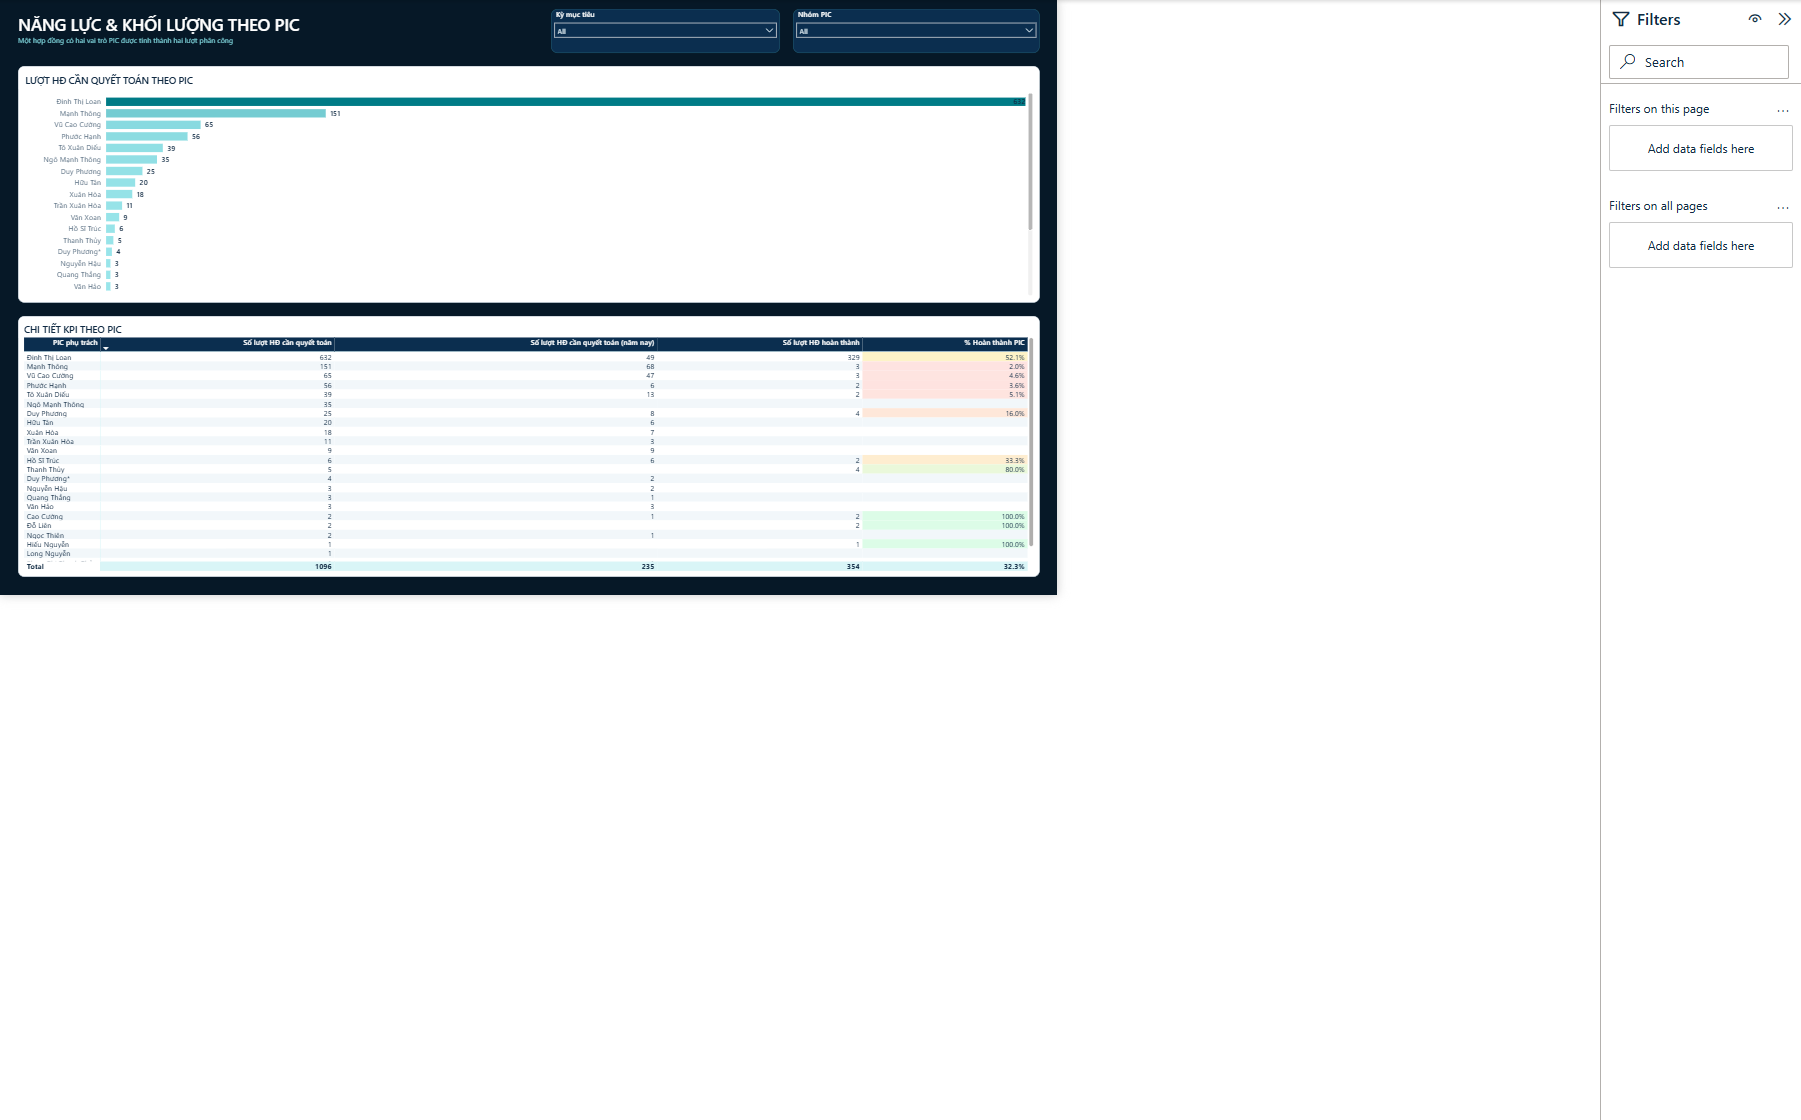 NĂNG LỰC & KHỐI LƯỢNG THEO PIC
Một hợp đồng có hai vai trò PIC được tính thành hai lượt phân công
Kỳ mục tiêu
All
Nhóm PIC
All
LƯỢT HĐ CẦN QUYẾT TOÁN THEO PIC
Đinh Thị Loan 632
Mạnh Thông 151
Vũ Cao Cường 65
Phước Hạnh 56
Tô Xuân Diếu 39
Ngô Mạnh Thông 35
Duy Phương 25
Hữu Tân 20
Xuân Hòa 18
Trần Xuân Hòa 11
Văn Xoan 9
Hồ Sĩ Trúc 6
Thanh Thủy 5
Duy Phương* 4
Nguyễn Hậu 3
Quang Thắng 3
Văn Hảo 3
CHI TIẾT KPI THEO PIC
PIC phụ trách Số lượt HĐ cần quyết toán Số lượt HĐ cần quyết toán (năm nay) Số lượt HĐ hoàn thành % Hoàn thành PIC
Đinh Thị Loan 632 49 329 52.1%
Mạnh Thông 151 68 3 2.0%
Vũ Cao Cường 65 47 3 4.6%
Phước Hạnh 56 6 2 3.6%
Tô Xuân Diếu 39 13 2 5.1%
Ngô Mạnh Thông 35
Duy Phương 25 8 4 16.0%
Hữu Tân 20 6
Xuân Hòa 18 7
Trần Xuân Hòa 11 3
Văn Xoan 9 9
Hồ Sĩ Trúc 6 6 2 33.3%
Thanh Thủy 5 4 80.0%
Duy Phương* 4 2
Nguyễn Hậu 3 2
Quang Thắng 3 1
Văn Hảo 3 3
Cao Cường 2 1 2 100.0%
Đỗ Liên 2 2 100.0%
Ngọc Thiên 2 1
Hiếu Nguyễn 1 1 100.0%
Long Nguyễn 1
Total 1096 235 354 32.3%
Filters
Search
Filters on this page ...
Add data fields here
Filters on all pages ...
Add data fields here